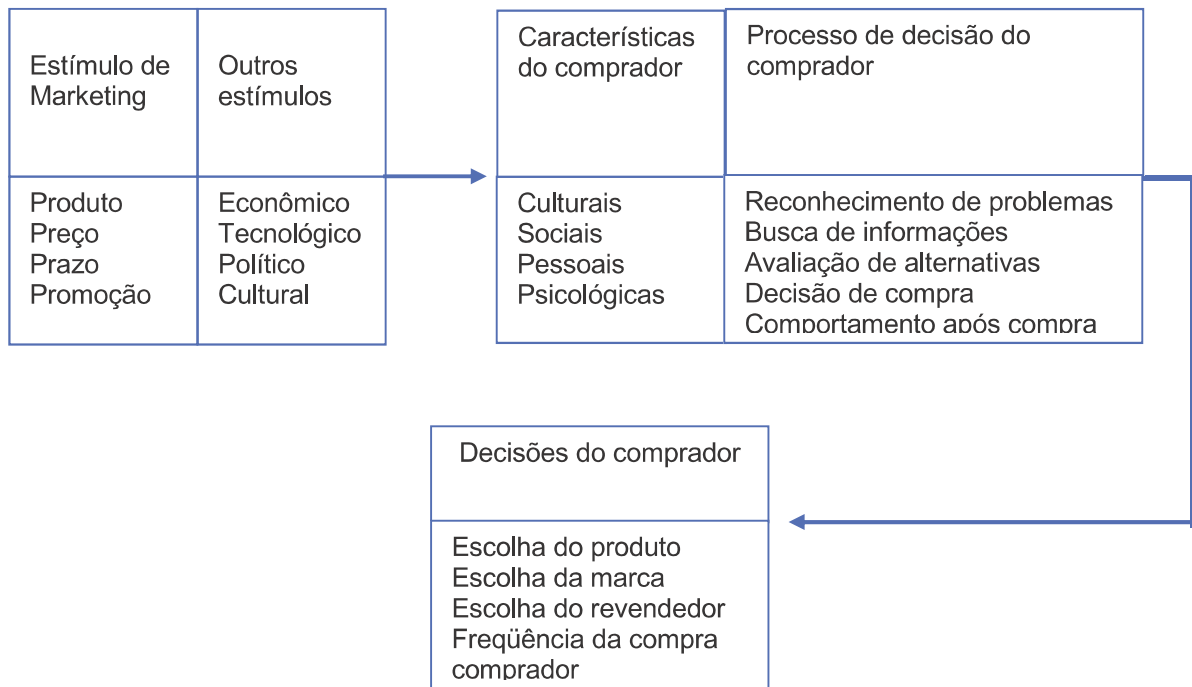 Estímulo de
Marketing
Outros
estímulos
Produto
Preço
Prazo
Promoção
Econômico
Tecnológico
Político
Cultural
Características
do comprador
Processo de decisão do
comprador
Culturais
Sociais
Pessoais
Psicológicas
Reconhecimento de problemas
Busca de informações
Avaliação de alternativas
Decisão de compra
Comportamento após compra
Decisões do comprador
Escolha do produto
Escolha da marca
Escolha do revendedor
Freqüência da compra
comprador